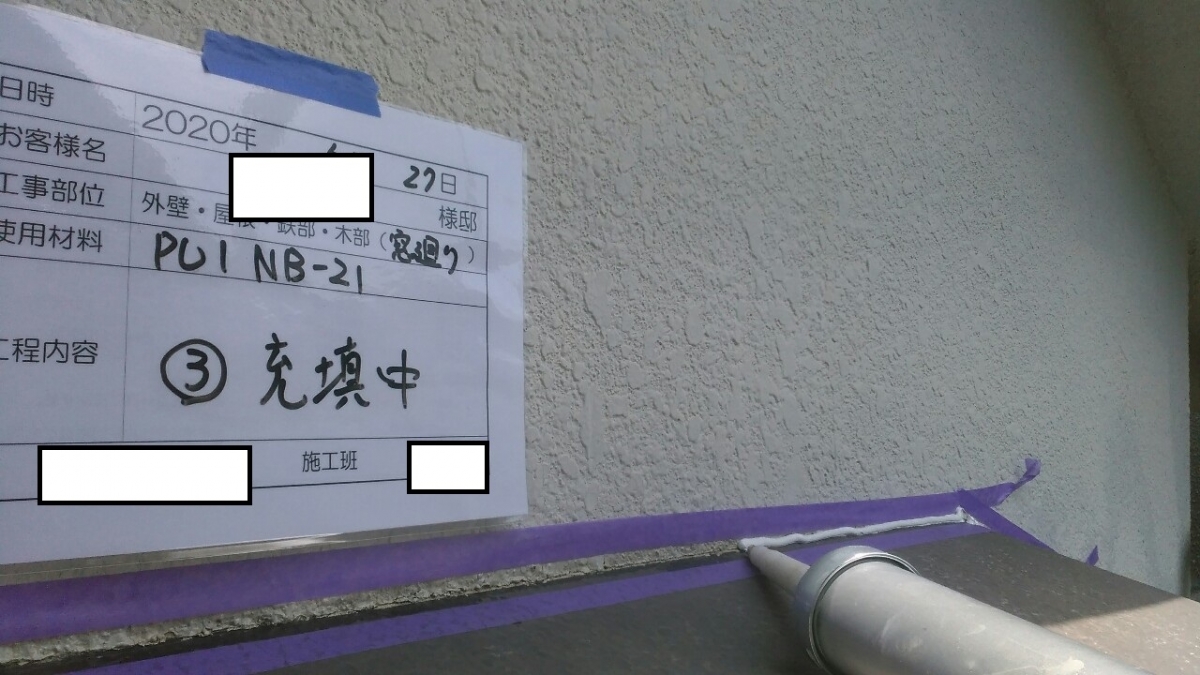 日時 2020年 27日
お客様名 様邸
工事部位 外壁・屋根・鉄部・木部(窓廻り)
使用材料 PU1 NB-21
工程内容 ③ 充填中
施工班